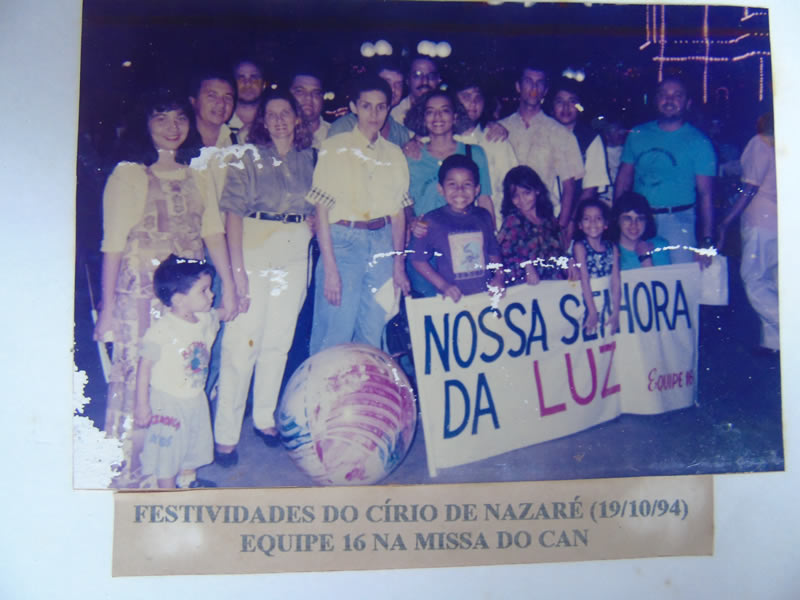 NOSSA SENHORA
DA LUZ
EQUIPE 16
FESTIVIDADES DO CÍRIO DE NAZARÉ (19/10/94)
EQUIPE 16 NA MISSA DO CAN